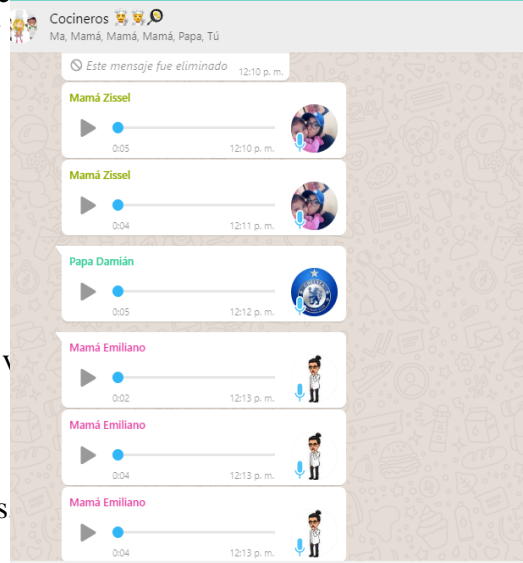 Cocineros
Ma, Mamá, Mamá, Mamá, Papa, Tú
Este mensaje fue eliminado 12:10 p. m.
Mamá Zissel
0:05 12:10 p. m.
Mamá Zissel
0:04 12:11 p. m.
Papa Damián
0:05 12:12 p. m.
Mamá Emiliano
0:02 12:13 p. m.
Mamá Emiliano
0:04 12:13 p. m.
Mamá Emiliano
0:04 12:13 p. m.